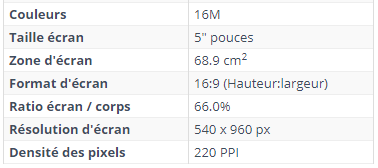 Couleurs 16M
Taille écran 5" pouces
Zone d'écran 68.9 cm²
Format d'écran 16:9 (Hauteur:largeur)
Ratio écran / corps 66.0%
Résolution d'écran 540 x 960 px
Densité des pixels 220 PPI